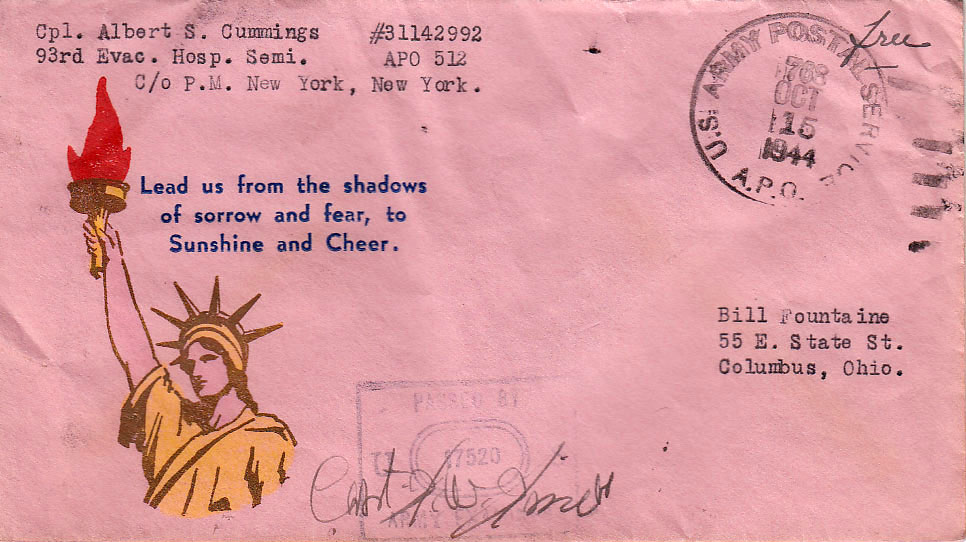 Cpl. Albert S. Cummings #31142992
93rd Evac. Hosp. Semi. APO 512
C/o P.M. New York, New York.
Free
U.S. ARMY POSTAL SERVICE
A.P.O.
OCT
15
1944
Lead us from the shadows
of sorrow and fear, to
Sunshine and Cheer.
Bill Fountaine
55 E. State St.
Columbus, Ohio.
PASSED BY
17520
ARMY